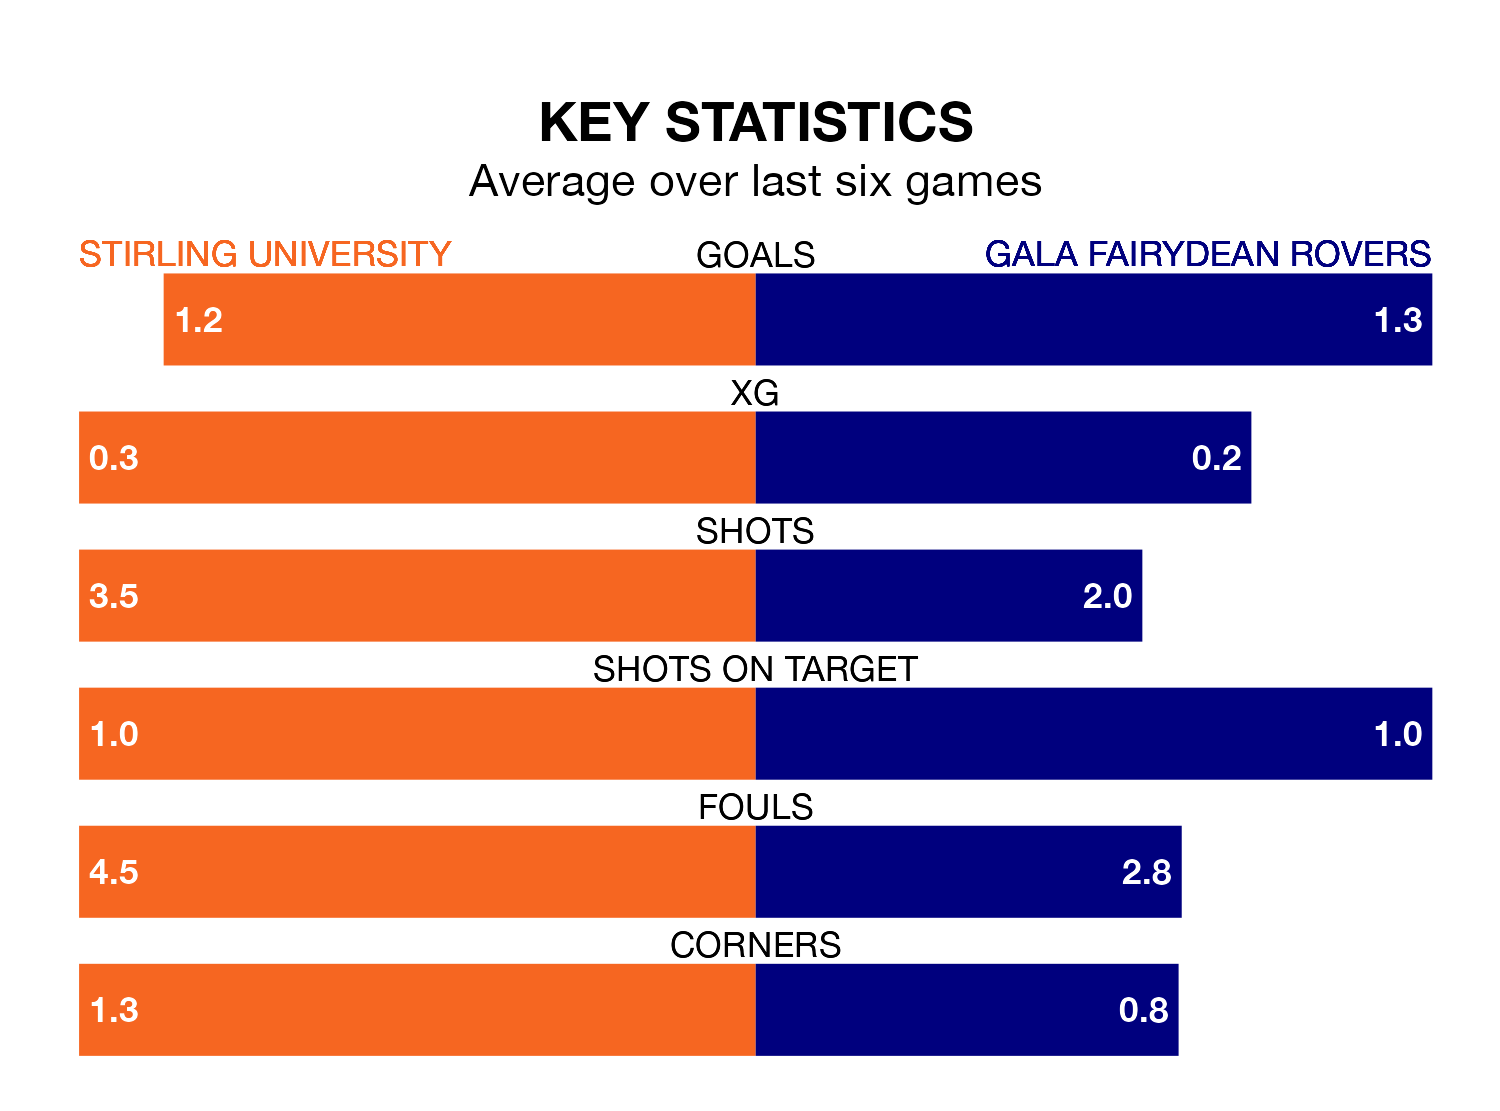 KEY STATISTICS
Average over last six games
STIRLING UNIVERSITY GOALS GALA FAIRYDEAN ROVERS
1.2 1.3
XG
0.3 0.2
SHOTS
3.5 2.0
SHOTS ON TARGET
1.0 1.0
FOULS
4.5 2.8
CORNERS
1.3 0.8